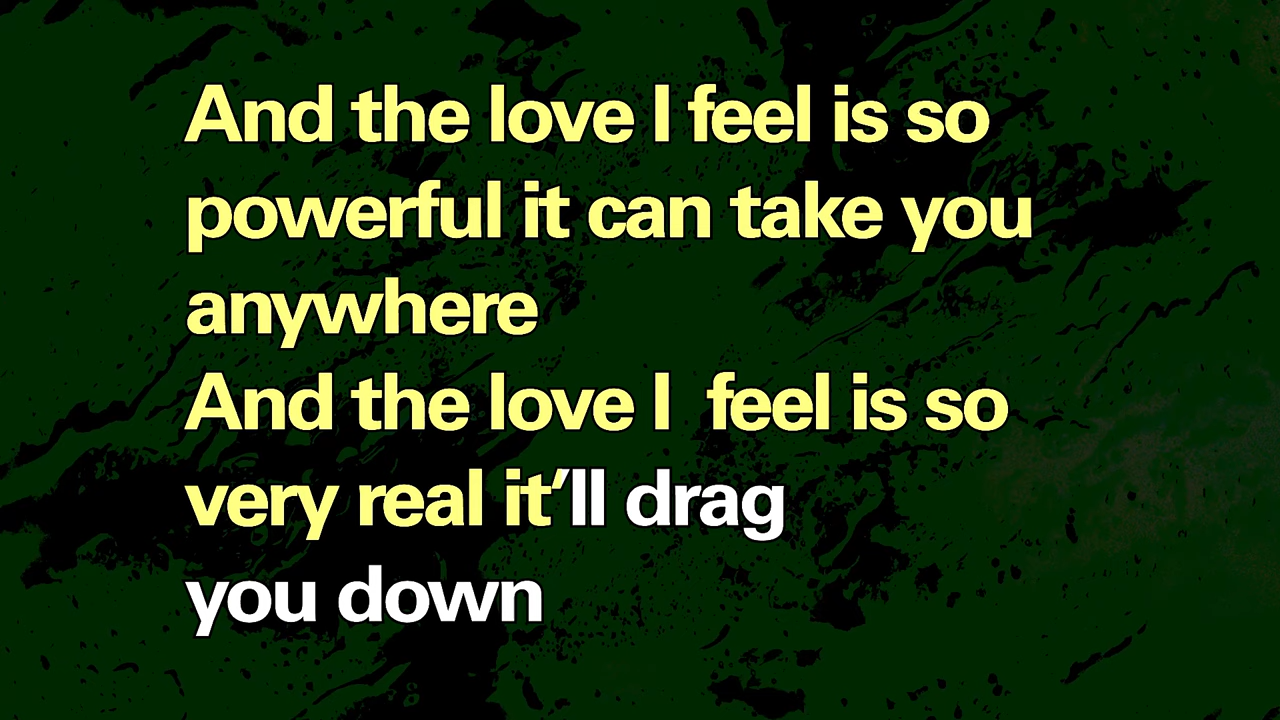 And the love I feel is so
powerful it can take you
anywhere
And the love I  feel is so
very real it’ll drag
you down